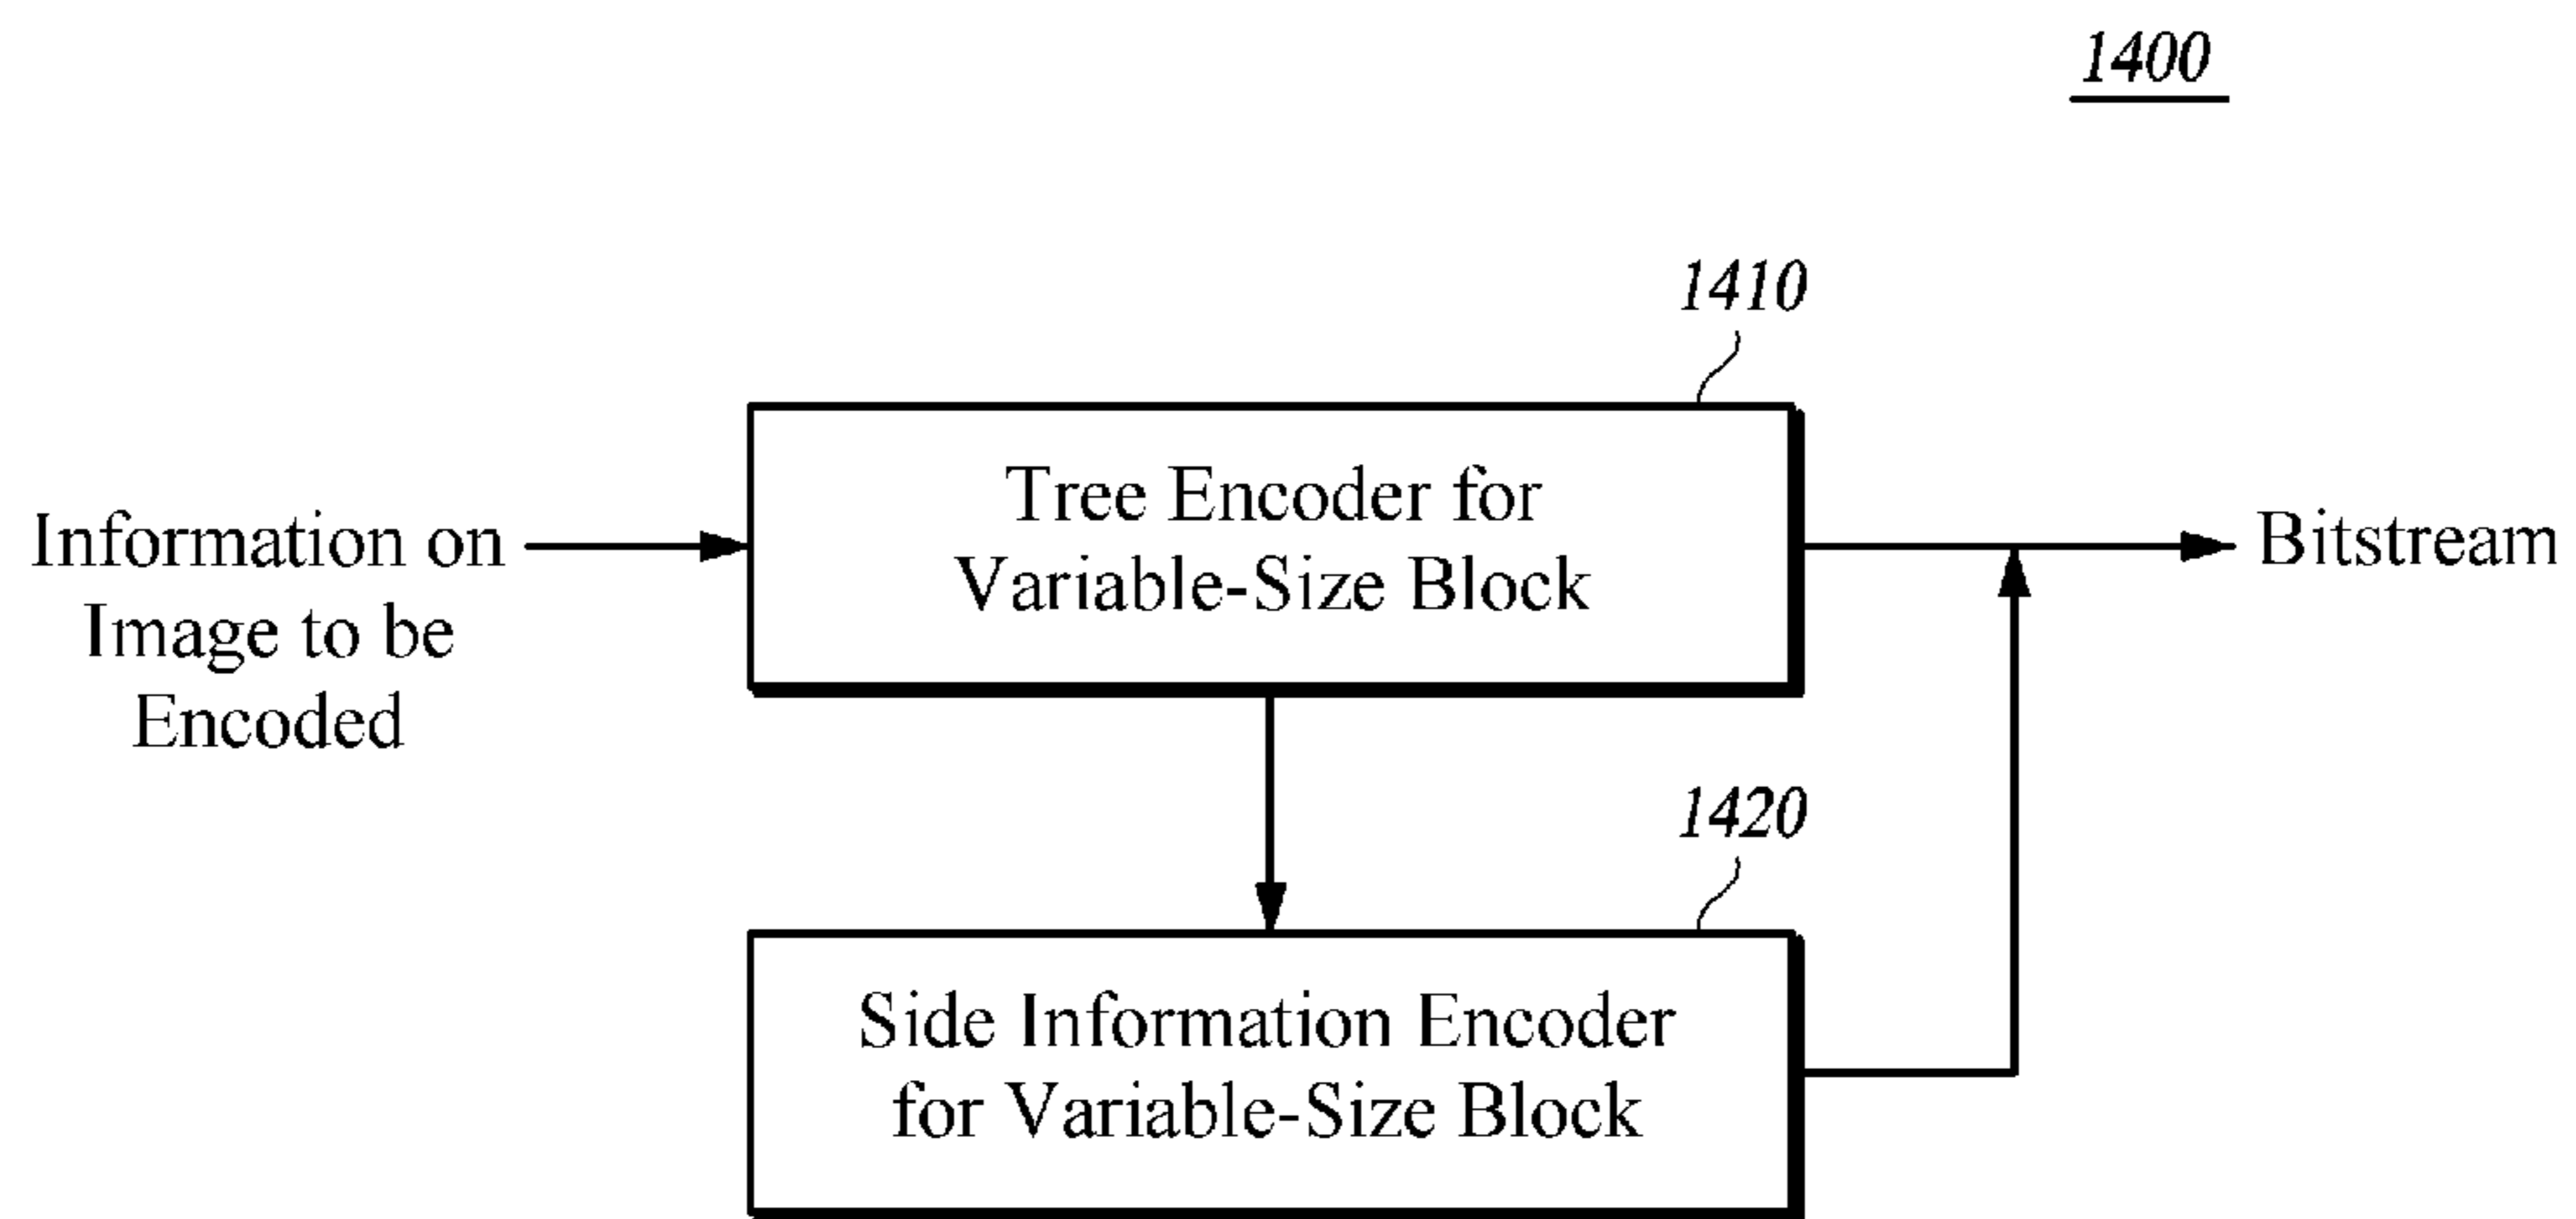 1400
1410
Tree Encoder for
Variable-Size Block
Information on
Image to be
Encoded
Bitstream
1420
Side Information Encoder
for Variable-Size Block